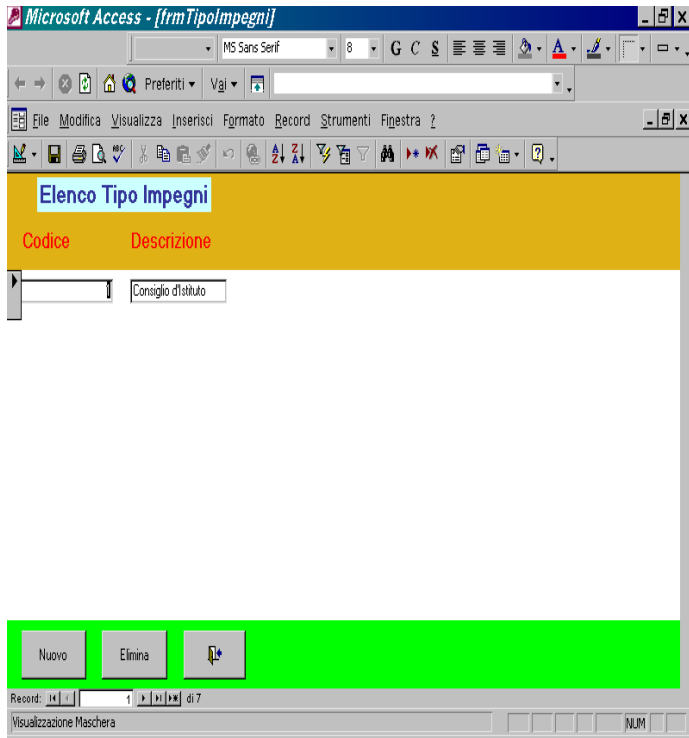 Microsoft Access - [frmTipoImpegni]
MS Sans Serif 8 G C S
Preferiti Vai
File Modifica Visualizza Inserisci Formato Record Strumenti Finestra ?
Elenco Tipo Impegni
Codice Descrizione
1 Consiglio d'Istituto
Nuovo Elimina
Record: 1 di 7
Visualizzazione Maschera NUM